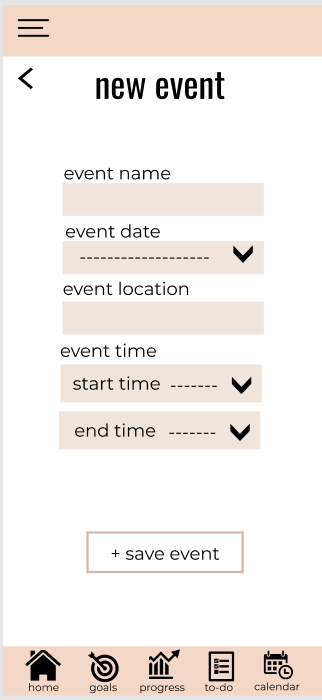 new event
event name
event date
-------------------
event location
event time
start time -------
end time -------
+ save event
home goals progress to-do calendar